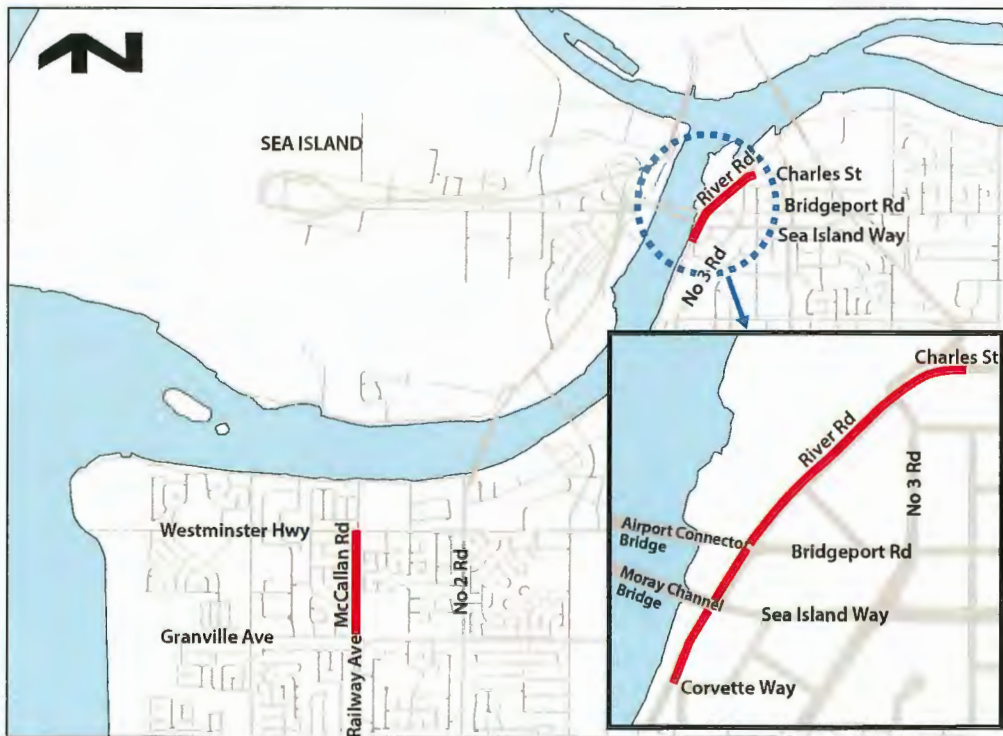 N
SEA ISLAND
River Rd
Charles St
Bridgeport Rd
Sea Island Way
No 3 Rd
Westminster Hwy
McCallan Rd
No 2 Rd
Granville Ave
Railway Ave
Charles St
River Rd
No 3 Rd
Airport Connector
Bridge
Bridgeport Rd
Moray Channel
Bridge
Sea Island Way
Corvette Way